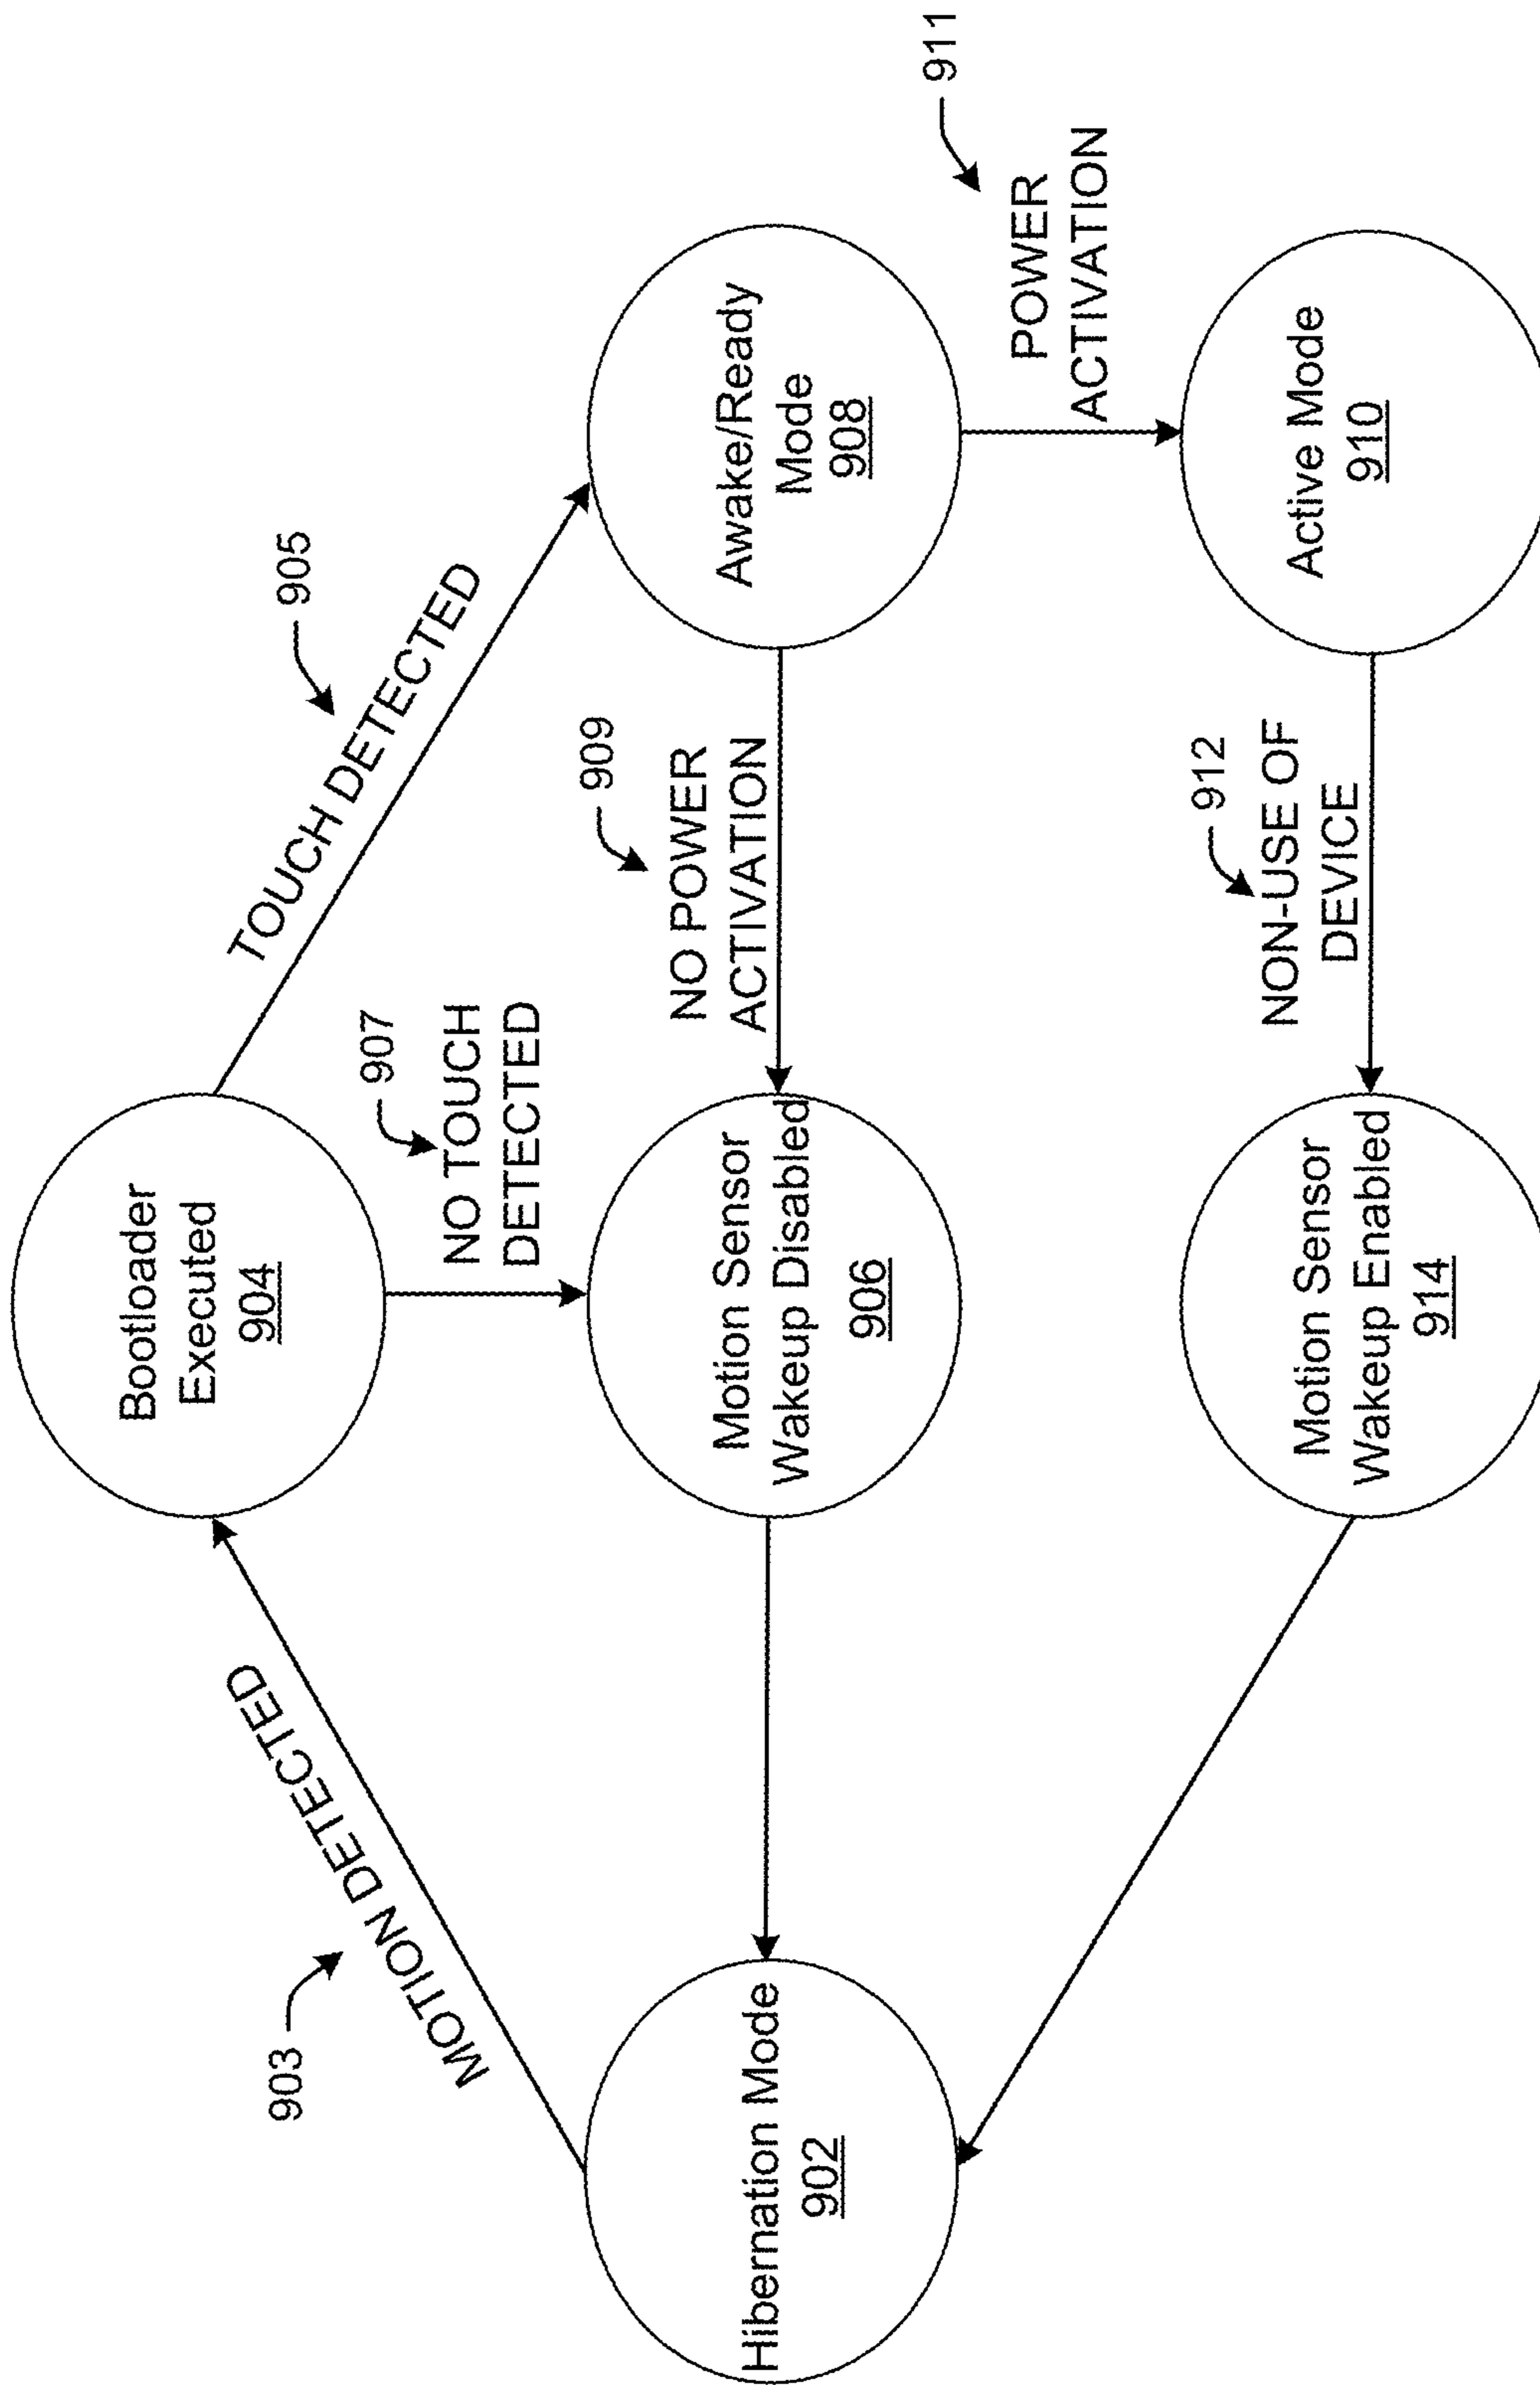 903
MOTION DETECTED
Hibernation Mode
902
Bootloader
Executed
904
907
NO TOUCH
DETECTED
905
TOUCH DETECTED
Motion Sensor
Wakeup Disabled
906
909
NO POWER
ACTIVATION
Awake/Ready
Mode
908
911
POWER
ACTIVATION
Motion Sensor
Wakeup Enabled
914
912
NON-USE OF
DEVICE
Active Mode
910